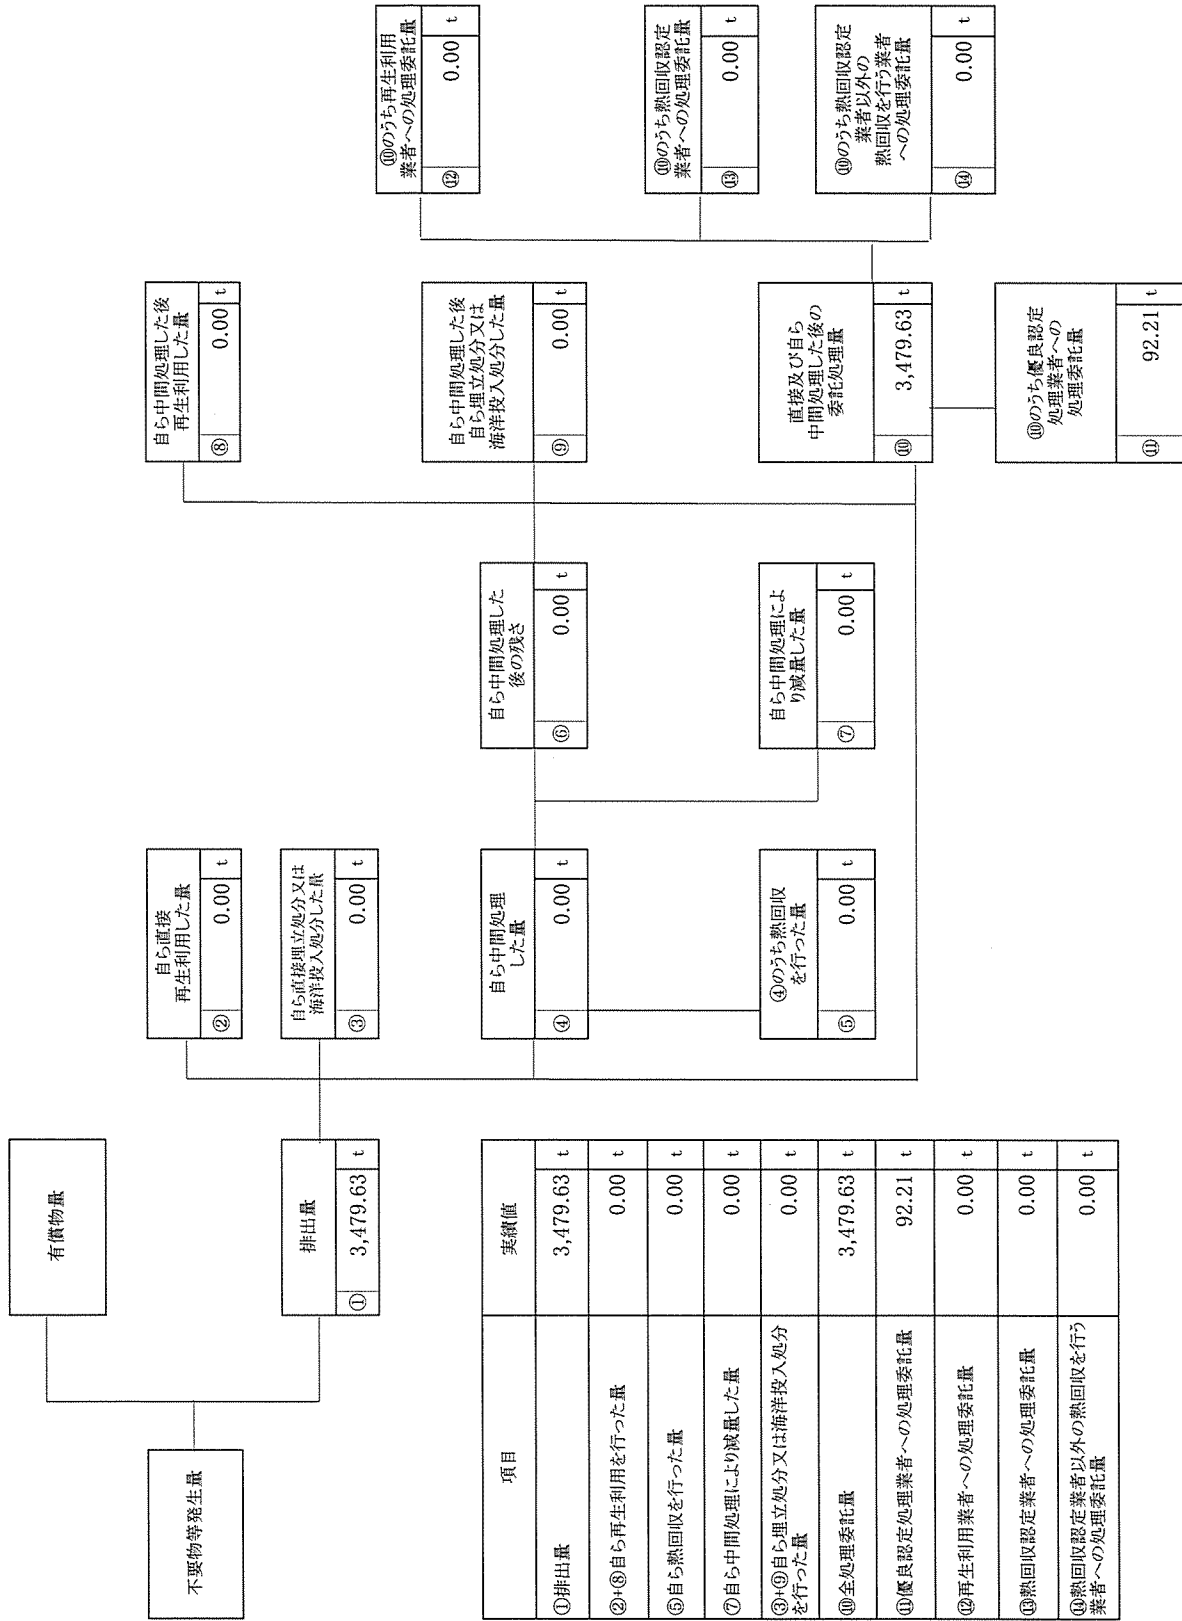 不要物等発生量
有償物量
排出量
① 3,479.63 t
自ら直接
再生利用した量
② 0.00 t
自ら直接埋立処分又は
海洋投入処分した量
③ 0.00 t
自ら中間処理
した量
④ 0.00 t
④のうち熱回収
を行った量
⑤ 0.00 t
自ら中間処理した
後の残さ
⑥ 0.00 t
自ら中間処理によ
り減量した量
⑦ 0.00 t
自ら中間処理した後
再生利用した量
⑧ 0.00 t
自ら中間処理した後
自ら埋立処分又は
海洋投入処分した量
⑨ 0.00 t
直接及び自ら
中間処理した後の
委託処理量
⑩ 3,479.63 t
⑩のうち優良認定
処理業者への
処理委託量
⑪ 92.21 t
⑩のうち再生利用
業者への処理委託量
⑫ 0.00 t
⑩のうち熱回収認定
業者への処理委託量
⑬ 0.00 t
⑩のうち熱回収認定
業者以外の
熱回収を行う業者
への処理委託量
⑭ 0.00 t
項目 実績値
①排出量 3,479.63 t
②+⑧自ら再生利用を行った量 0.00 t
⑤自ら熱回収を行った量 0.00 t
⑦自ら中間処理により減量した量 0.00 t
③+⑨自ら埋立処分又は海洋投入処分
を行った量 0.00 t
⑩全処理委託量 3,479.63 t
⑪優良認定処理業者への処理委託量 92.21 t
⑫再生利用業者への処理委託量 0.00 t
⑬熱回収認定業者への処理委託量 0.00 t
⑭熱回収認定業者以外の熱回収を行う
業者への処理委託量 0.00 t